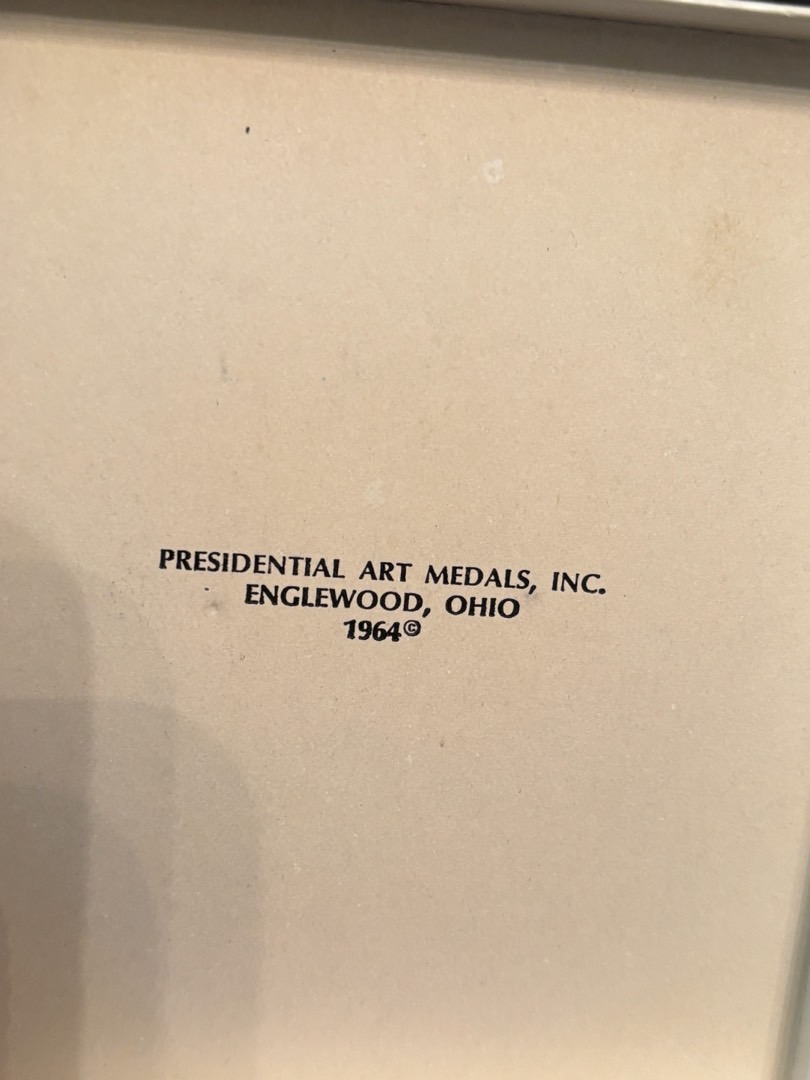 PRESIDENTIAL ART MEDALS, INC.
ENGLEWOOD, OHIO
1964©